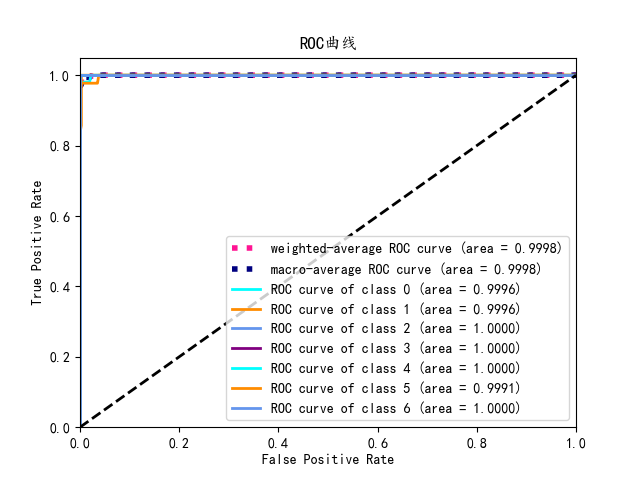 ROC曲线
1.0
0.8
0.6
0.4
0.2
0.0
True Positive Rate
weighted-average ROC curve (area = 0.9998)
macro-average ROC curve (area = 0.9998)
ROC curve of class 0 (area = 0.9996)
ROC curve of class 1 (area = 0.9996)
ROC curve of class 2 (area = 1.0000)
ROC curve of class 3 (area = 1.0000)
ROC curve of class 4 (area = 1.0000)
ROC curve of class 5 (area = 0.9991)
ROC curve of class 6 (area = 1.0000)
0.0 0.2 0.4 0.6 0.8 1.0
False Positive Rate